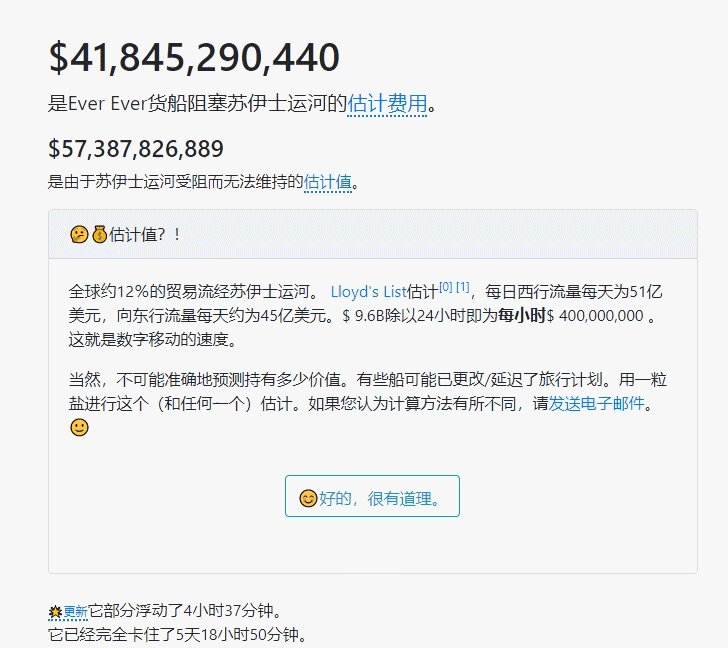 $41,845,290,440
是Ever Ever货船阻塞苏伊士运河的估计费用。
$57,387,826,889
是由于苏伊士运河受阻而无法维持的估计值。
🤔💰估计值？！
全球约12％的贸易流经苏伊士运河。 Lloyd's List估计[0] [1]，每日西行流量每天为51亿
美元，向东行流量每天约为45亿美元。$ 9.6B除以24小时即为每小时$ 400,000,000 。
这就是数字移动的速度。
当然，不可能准确地预测持有多少价值。有些船可能已更改/延迟了旅行计划。用一粒
盐进行这个（和任何一个）估计。如果您认为计算方法有所不同，请发送电子邮件。
🙂
😊好的，很有道理。
💥更新它部分浮动了4小时37分钟。
它已经完全卡住了5天18小时50分钟。